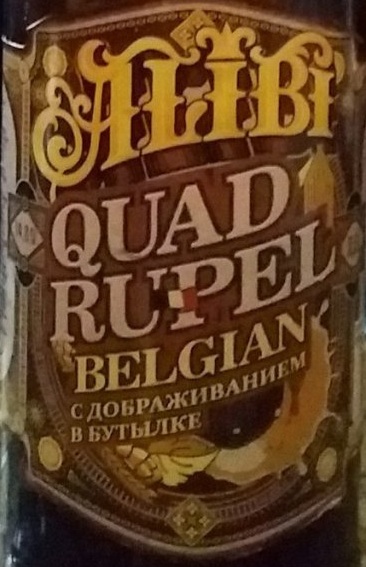 ALIBI
QUAD
RUPEL
BELGIAN
С ДОБРАЖИВАНИЕМ
В БУТЫЛКЕ